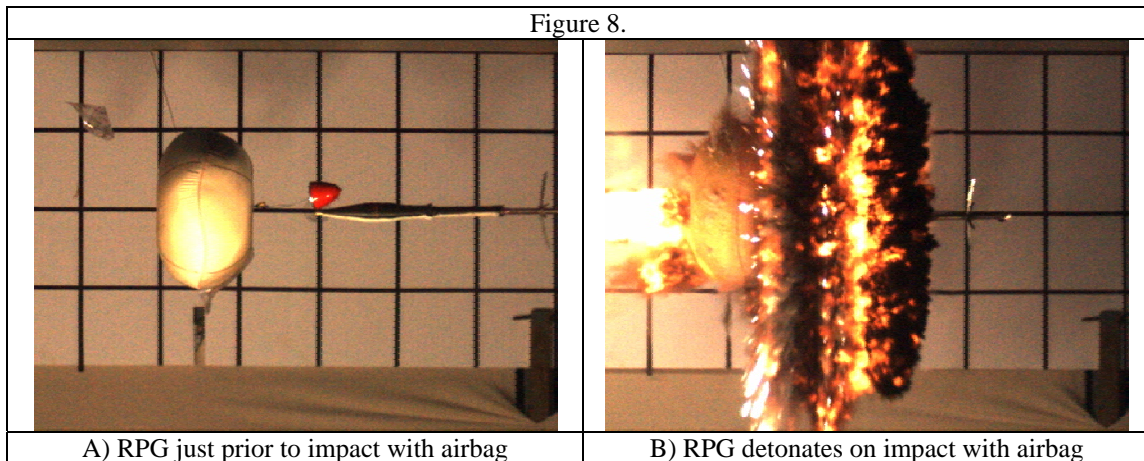 Figure 8.
A) RPG just prior to impact with airbag
B) RPG detonates on impact with airbag